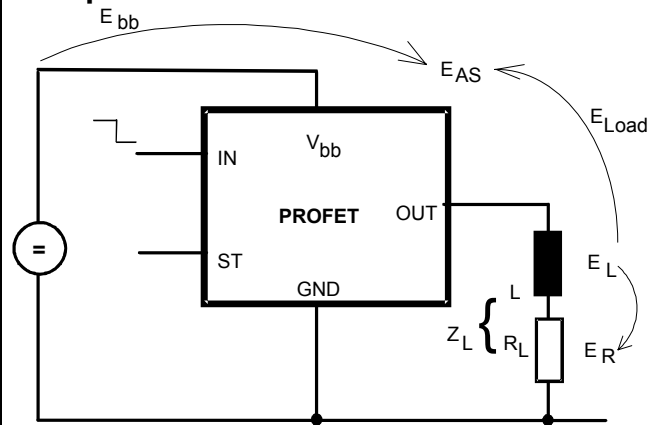 E bb
E AS
E Load
V bb
IN
PROFET
OUT
=
ST
GND
E L
L
Z L { R L
E R